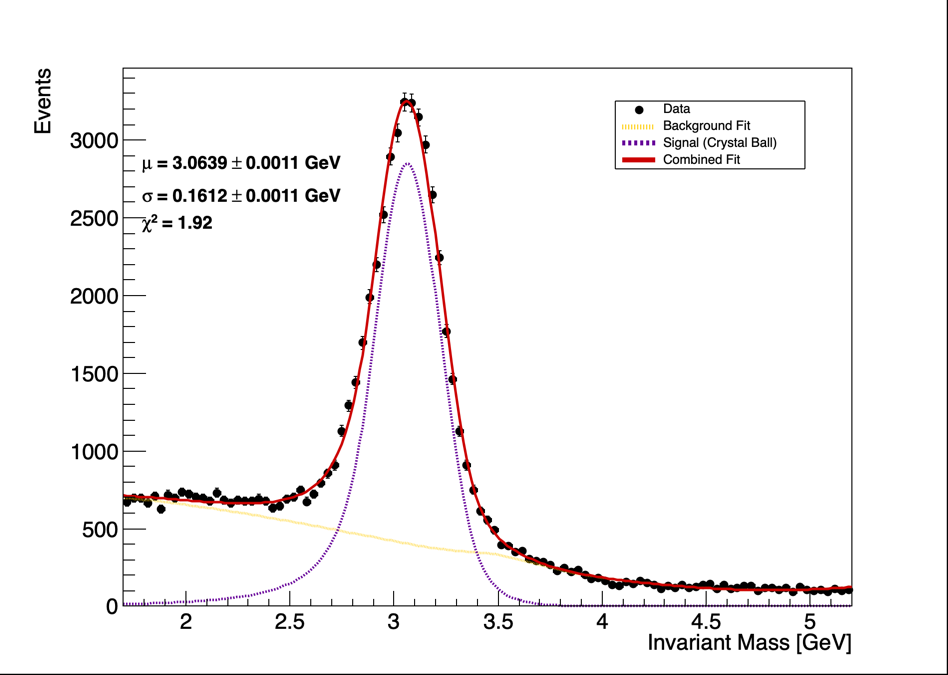 Events
3000
2500
2000
1500
1000
500
0
μ = 3.0639 ± 0.0011 GeV
σ = 0.1612 ± 0.0011 GeV
χ² = 1.92
Data
Background Fit
Signal (Crystal Ball)
Combined Fit
2 2.5 3 3.5 4 4.5 5
Invariant Mass [GeV]